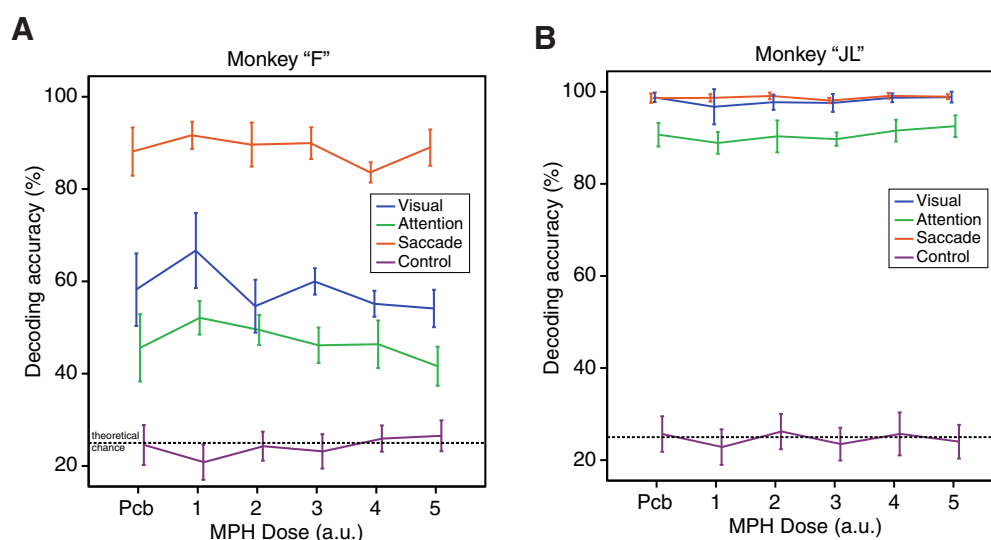 A
Monkey “F”
Decoding accuracy (%)
100
80
60
40
20
Visual
Attention
Saccade
Control
theoretical
chance
Pcb 1 2 3 4 5
MPH Dose (a.u.)
B
Monkey “JL”
Decoding accuracy (%)
100
80
60
40
20
Visual
Attention
Saccade
Control
Pcb 1 2 3 4 5
MPH Dose (a.u.)